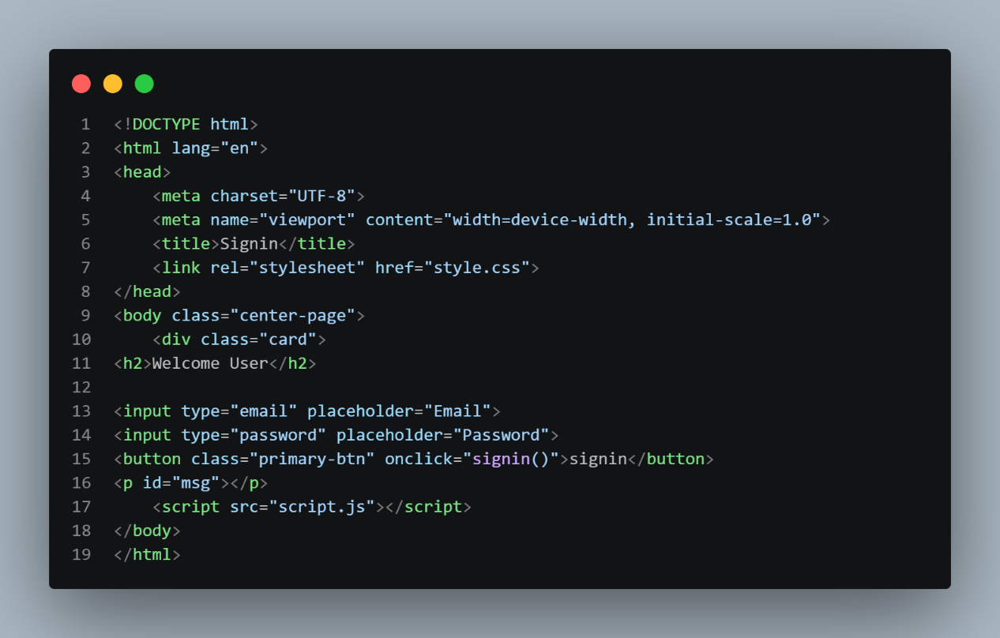 1 <!DOCTYPE html>
2 <html lang="en">
3 <head>
4     <meta charset="UTF-8">
5     <meta name="viewport" content="width=device-width, initial-scale=1.0">
6     <title>Signin</title>
7     <link rel="stylesheet" href="style.css">
8 </head>
9 <body class="center-page">
10     <div class="card">
11 <h2>Welcome User</h2>
12
13 <input type="email" placeholder="Email">
14 <input type="password" placeholder="Password">
15 <button class="primary-btn" onclick="signin()">signin</button>
16 <p id="msg"></p>
17     <script src="script.js"></script>
18 </body>
19 </html>